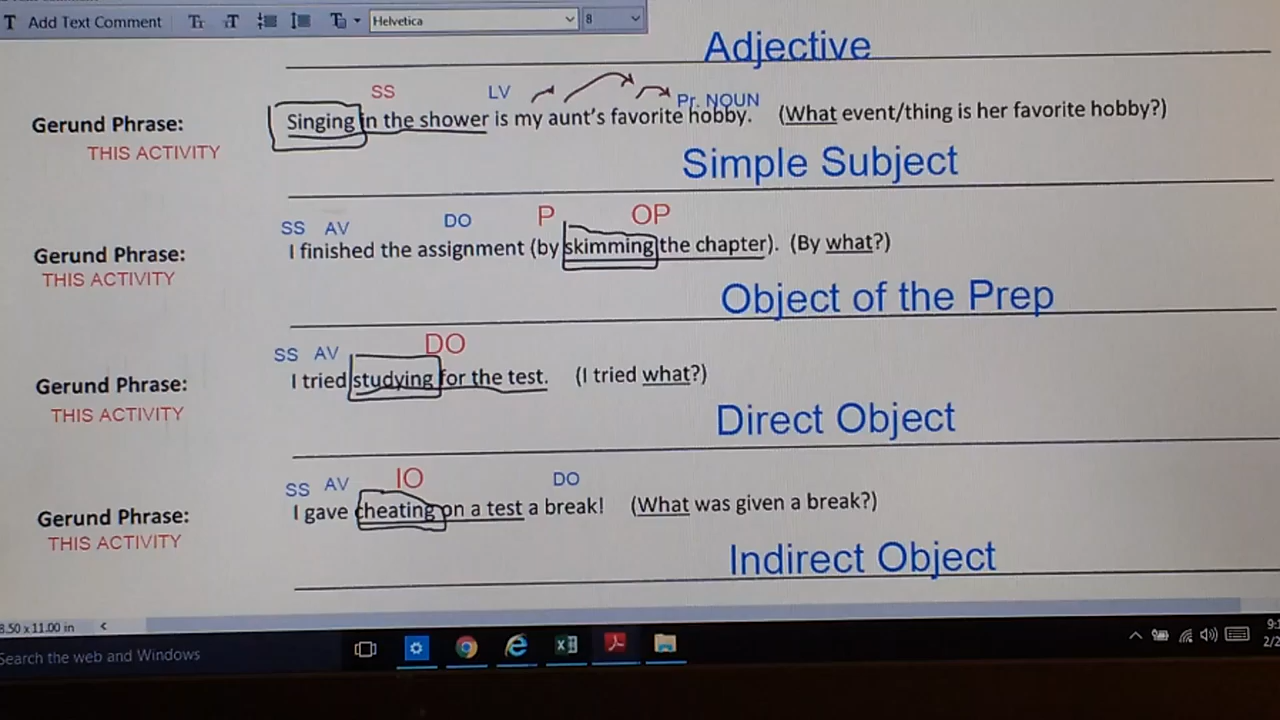 T Add Text Comment Helvetica 8
Adjective
SS LV Pr. NOUN
Gerund Phrase: Singing in the shower is my aunt's favorite hobby. (What event/thing is her favorite hobby?)
THIS ACTIVITY
Simple Subject
SS AV DO P OP
Gerund Phrase: I finished the assignment (by skimming the chapter). (By what?)
THIS ACTIVITY
Object of the Prep
SS AV DO
Gerund Phrase: I tried studying for the test. (I tried what?)
THIS ACTIVITY
Direct Object
SS AV IO DO
Gerund Phrase: I gave cheating on a test a break! (What was given a break?)
THIS ACTIVITY
Indirect Object
8.50 x 11.00 in
Search the web and Windows